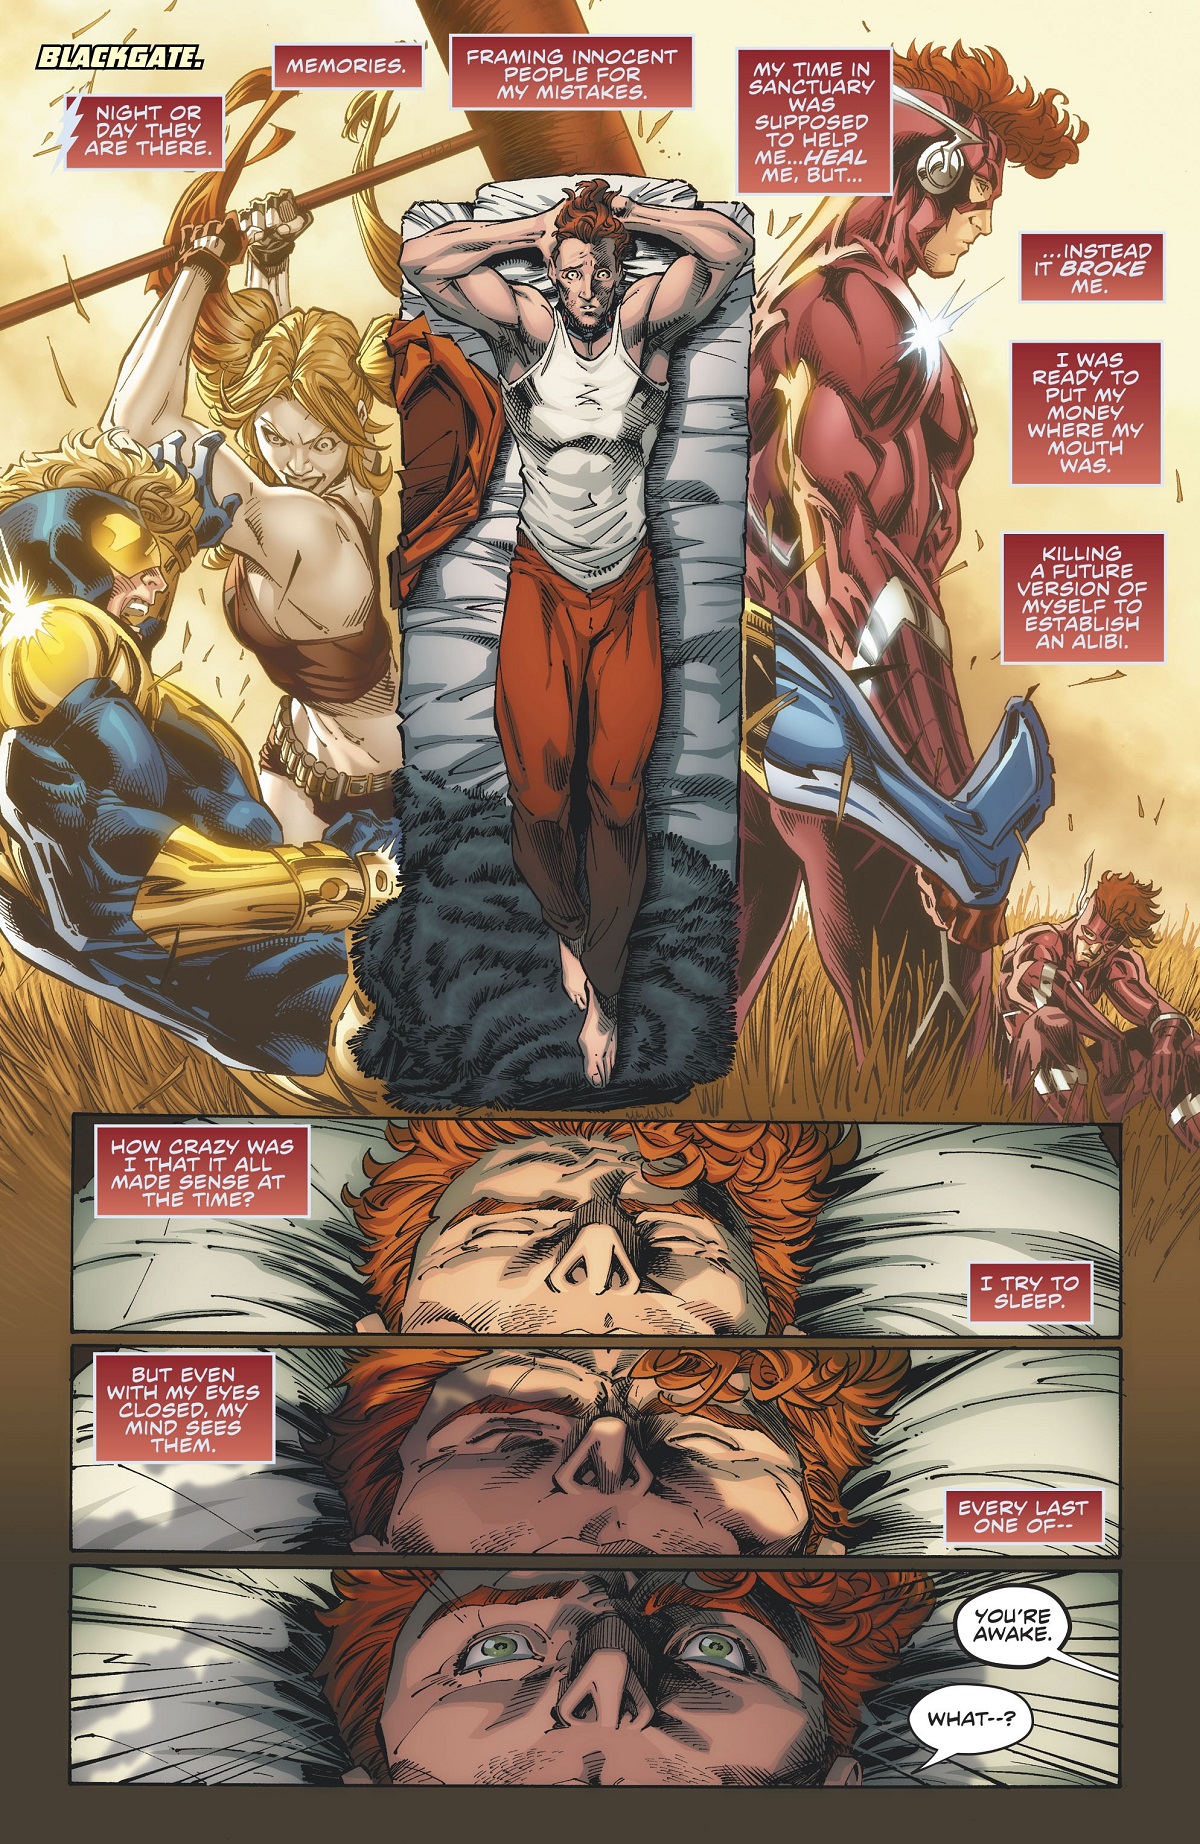 BLACKGATE.
NIGHT OR
DAY THEY
ARE THERE.
MEMORIES.
FRAMING INNOCENT
PEOPLE FOR
MY MISTAKES.
MY TIME IN
SANCTUARY
WAS
SUPPOSED
TO HELP
ME...HEAL
ME, BUT...
...INSTEAD
IT BROKE
ME.
I WAS
READY TO
PUT MY
MONEY
WHERE MY
MOUTH
WAS.
KILLING
A FUTURE
VERSION OF
MYSELF TO
ESTABLISH
AN ALIBI.
HOW CRAZY WAS
I THAT IT ALL
MADE SENSE AT
THE TIME?
I TRY TO
SLEEP.
BUT EVEN
WITH MY EYES
CLOSED, MY
MIND SEES
THEM.
EVERY LAST
ONE OF--
YOU'RE
AWAKE.
WHAT--?